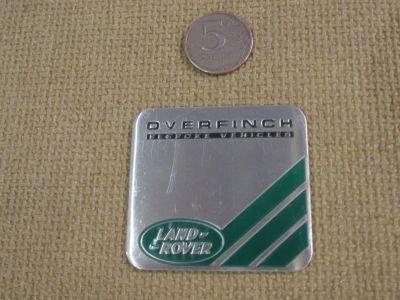 5
OVERFINCH
BESPOKE VEHICLES
LAND-
-ROVER